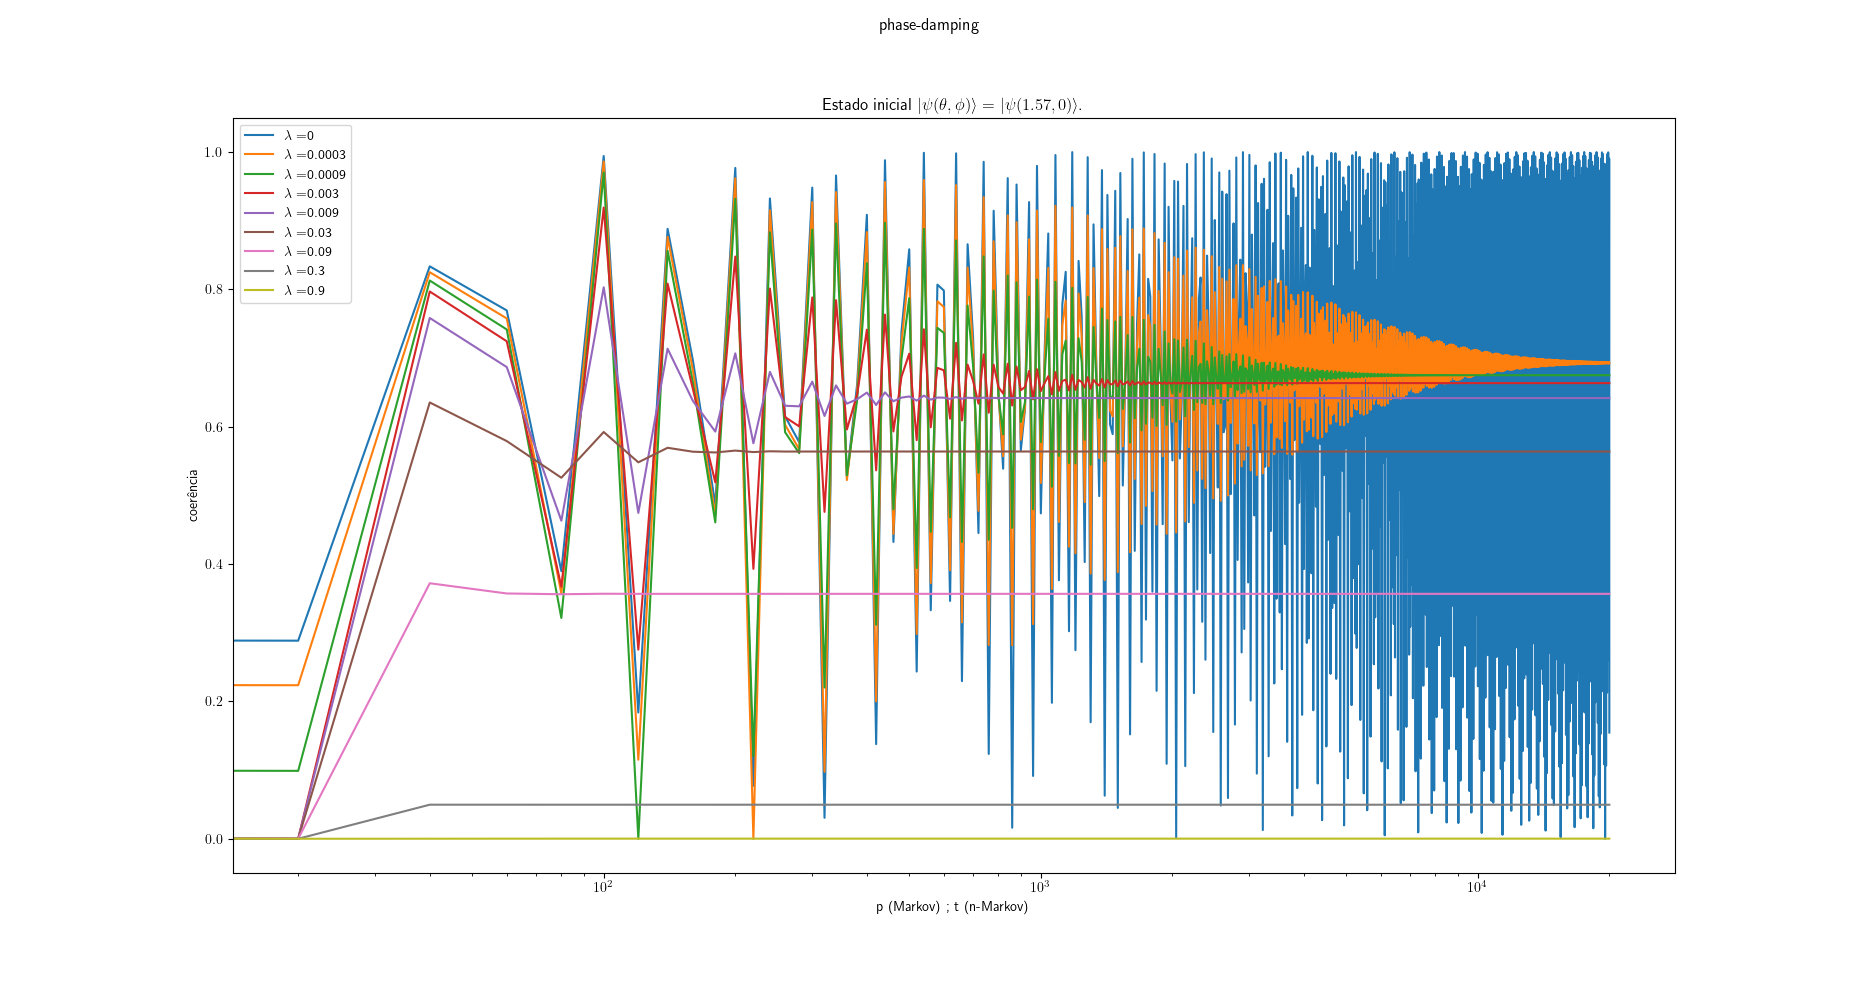 phase-damping
Estado inicial |ψ(θ, ϕ)⟩ = |ψ(1.57, 0)⟩.
λ =0
λ =0.0003
λ =0.0009
λ =0.003
λ =0.009
λ =0.03
λ =0.09
λ =0.3
λ =0.9
1.0
0.8
0.6
0.4
0.2
0.0
coerência
10²
10³
10⁴
p (Markov) ; t (n-Markov)